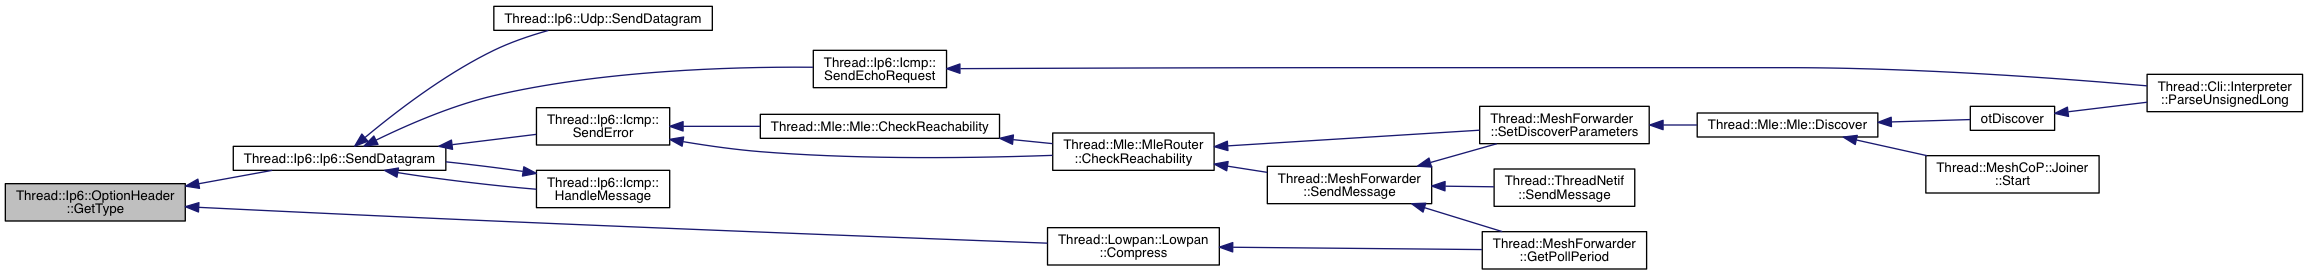 Thread::Ip6::OptionHeader
::GetType
Thread::Ip6::Ip6::SendDatagram
Thread::Ip6::Udp::SendDatagram
Thread::Ip6::Icmp::
SendEchoRequest
Thread::Ip6::Icmp::
SendError
Thread::Ip6::Icmp::
HandleMessage
Thread::Mle::Mle::CheckReachability
Thread::Mle::MleRouter
::CheckReachability
Thread::Lowpan::Lowpan
::Compress
Thread::MeshForwarder
::SendMessage
Thread::MeshForwarder
::SetDiscoverParameters
Thread::ThreadNetif
::SendMessage
Thread::MeshForwarder
::GetPollPeriod
Thread::Mle::Mle::Discover
otDiscover
Thread::MeshCoP::Joiner
::Start
Thread::Cli::Interpreter
::ParseUnsignedLong